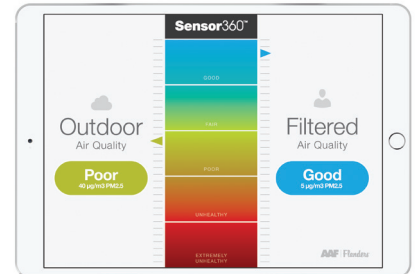 Sensor360™
GOOD
FAIR
POOR
UNHEALTHY
EXTREMELY
UNHEALTHY
Outdoor
Air Quality
Poor
40 µg/m3 PM2.5
Filtered
Air Quality
Good
5 µg/m3 PM2.5
AAF | Flanders